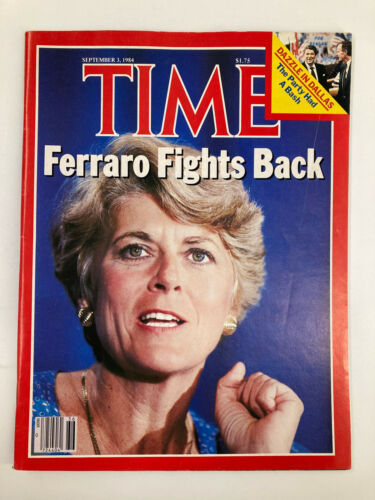 SEPTEMBER 3, 1984
$1.75
DAZZLE IN DALLAS
The Party Had
A Bash
TIME
Ferraro Fights Back